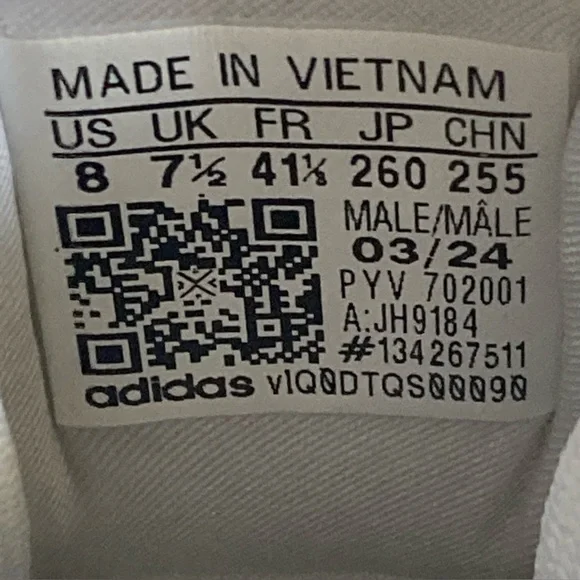 MADE IN VIETNAM
US UK FR JP CHN
8 7½ 41⅓ 260 255
MALE/MÂLE
03/24
PYV 702001
A:JH9184
#134267511
adidas vIQ0DTQS00090